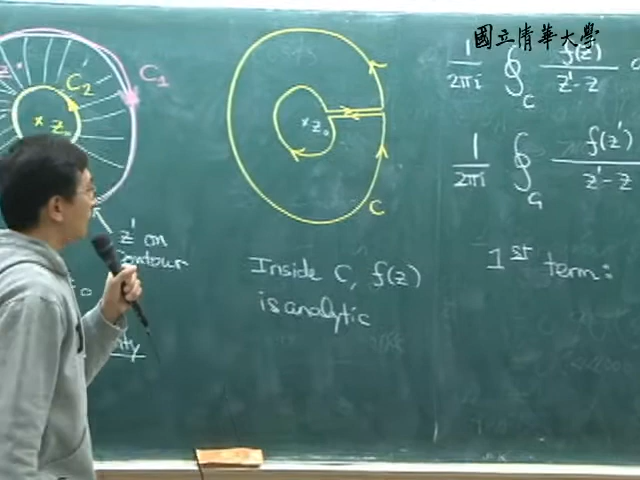 國立清華大學
C₁
C₂
× z₀
z' on
contour
× z₀
C
Inside C, f(z)
is analytic
1/2πi ∮_C f(z')/z'-z
1/2πi ∮ f(z')/z'-z
1st term: